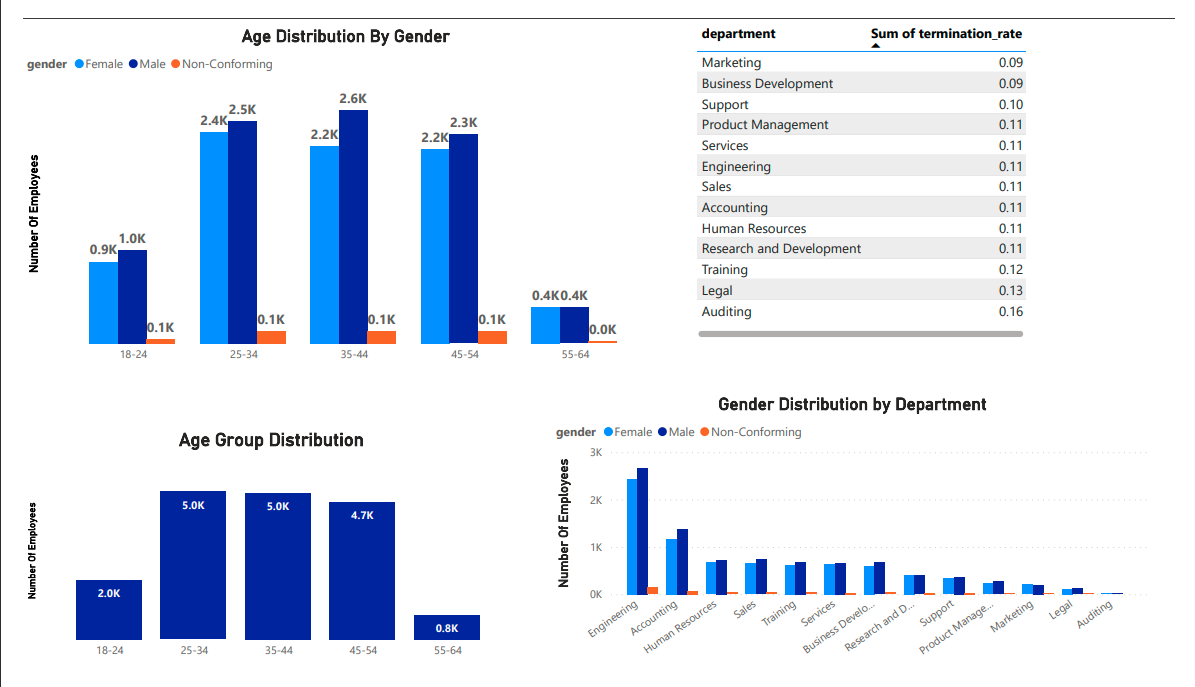 Age Distribution By Gender
gender Female Male Non-Conforming
Number Of Employees
0.9K 1.0K 0.1K
2.4K 2.5K 0.1K
2.2K 2.6K 0.1K
2.2K 2.3K 0.1K
0.4K 0.4K 0.0K
18-24 25-34 35-44 45-54 55-64
department Sum of termination_rate
Marketing 0.09
Business Development 0.09
Support 0.10
Product Management 0.11
Services 0.11
Engineering 0.11
Sales 0.11
Accounting 0.11
Human Resources 0.11
Research and Development 0.11
Training 0.12
Legal 0.13
Auditing 0.16
Age Group Distribution
Number Of Employees
2.0K 5.0K 5.0K 4.7K 0.8K
18-24 25-34 35-44 45-54 55-64
Gender Distribution by Department
gender Female Male Non-Conforming
Number Of Employees
3K
2K
1K
0K
Engineering
Accounting
Human Resources
Sales
Training
Services
Business Develo...
Research and D...
Support
Product Manage...
Marketing
Legal
Auditing